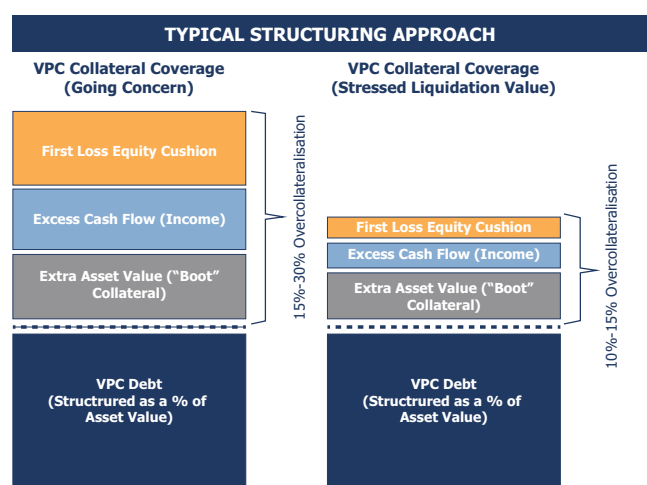 TYPICAL STRUCTURING APPROACH
VPC Collateral Coverage
(Going Concern)
First Loss Equity Cushion
Excess Cash Flow (Income)
Extra Asset Value (“Boot”
Collateral)
15%-30% Overcollateralisation
VPC Debt
(Structrured as a % of
Asset Value)
VPC Collateral Coverage
(Stressed Liquidation Value)
First Loss Equity Cushion
Excess Cash Flow (Income)
Extra Asset Value (“Boot”
Collateral)
10%-15% Overcollateralisation
VPC Debt
(Structrured as a % of
Asset Value)